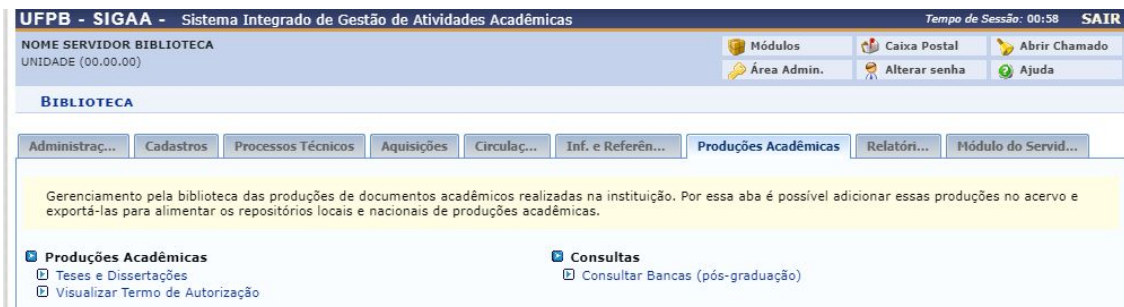 UFPB - SIGAA - Sistema Integrado de Gestão de Atividades Acadêmicas Tempo de Sessão: 00:58 SAIR
NOME SERVIDOR BIBLIOTECA
UNIDADE (00.00.00)
Módulos Caixa Postal Abrir Chamado
Área Admin. Alterar senha Ajuda
BIBLIOTECA
Administraç... Cadastros Processos Técnicos Aquisições Circulaç... Inf. e Referên... Produções Acadêmicas Relatóri... Módulo do Servid...
Gerenciamento pela biblioteca das produções de documentos acadêmicos realizadas na instituição. Por essa aba é possível adicionar essas produções no acervo e
exportá-las para alimentar os repositórios locais e nacionais de produções acadêmicas.
Produções Acadêmicas
Teses e Dissertações
Visualizar Termo de Autorização
Consultas
Consultar Bancas (pós-graduação)